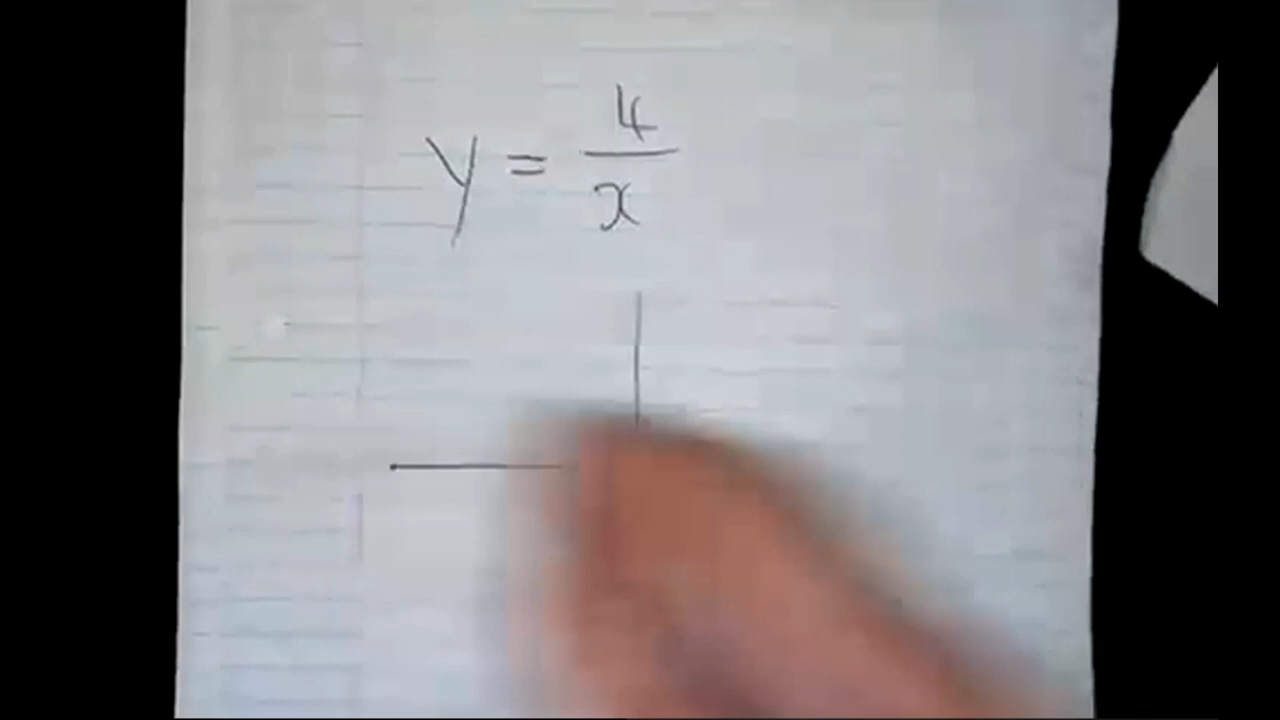 y = 4/x